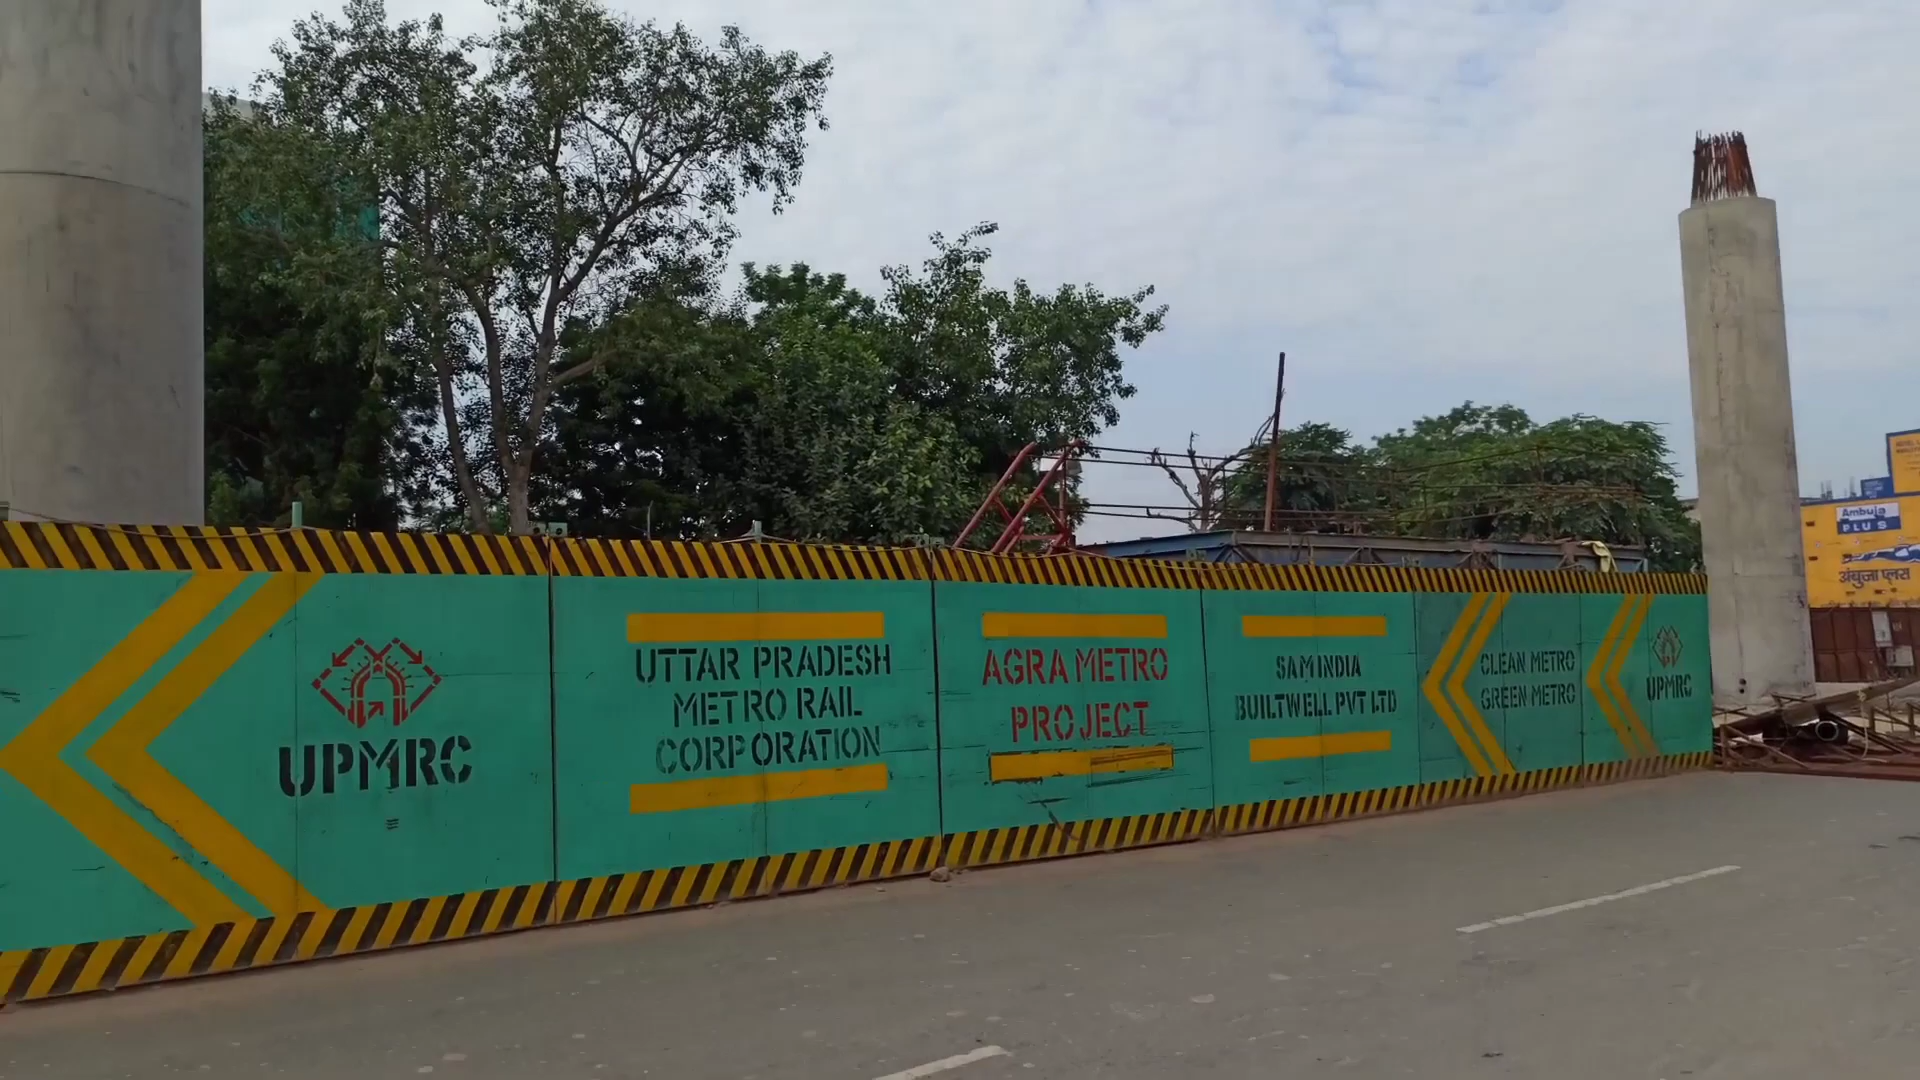 UPMRC
UTTAR PRADESH
METRO RAIL
CORPORATION
AGRA METRO
PROJECT
SAM INDIA
BUILTWELL PVT LTD
CLEAN METRO
GREEN METRO
UPMRC
Ambuja
PLUS
अंबुजा प्लस